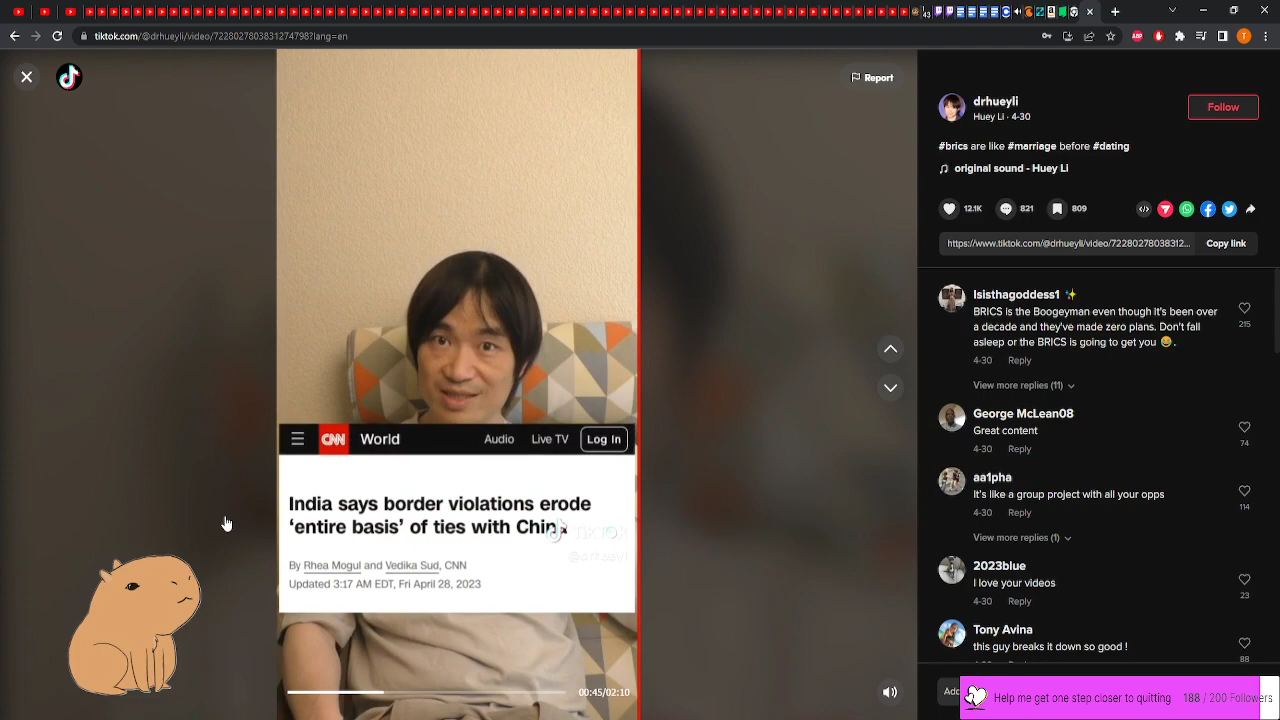 43
tiktok.com/@drhueyli/video/7228027803831274798?lang=en
ABP
T
Report
drhueyli
Huey Li · 4-30
Follow
#brics are like #marriage before #dating
original sound - Huey Li
12.1K
821
809
https://www.tiktok.com/@drhueyli/video/72280278038312...
Copy link
lsisthagoddess1
BRICS is the Boogeyman even though It's been over
a decade and they've made zero plans. Don't fall
asleep or the BRICS is going to get you 😅.
215
4-30 Reply
View more replies (11)
George McLenn08
Great content
74
4-30 Reply
aa1pha
It's a group project with all your opps
114
4-30 Reply
View more replies (1)
2023blue
I love your videos
23
4-30 Reply
Tony Avina
this guy breaks it down so good !
88
Add
Help me get one step closer to quitting 188 / 200 Followers
CNN World Audio Live TV Log In
India says border violations erode
‘entire basis’ of ties with China
By Rhea Mogul and Vedika Sud, CNN
Updated 3:17 AM EDT, Fri April 28, 2023
TikTok
@drhueyli
00:45/02:10